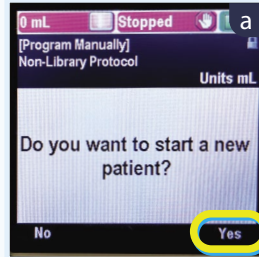 0 mL Stopped a
[Program Manually]
Non-Library Protocol
Units mL
Do you want to start a new
patient?
No Yes